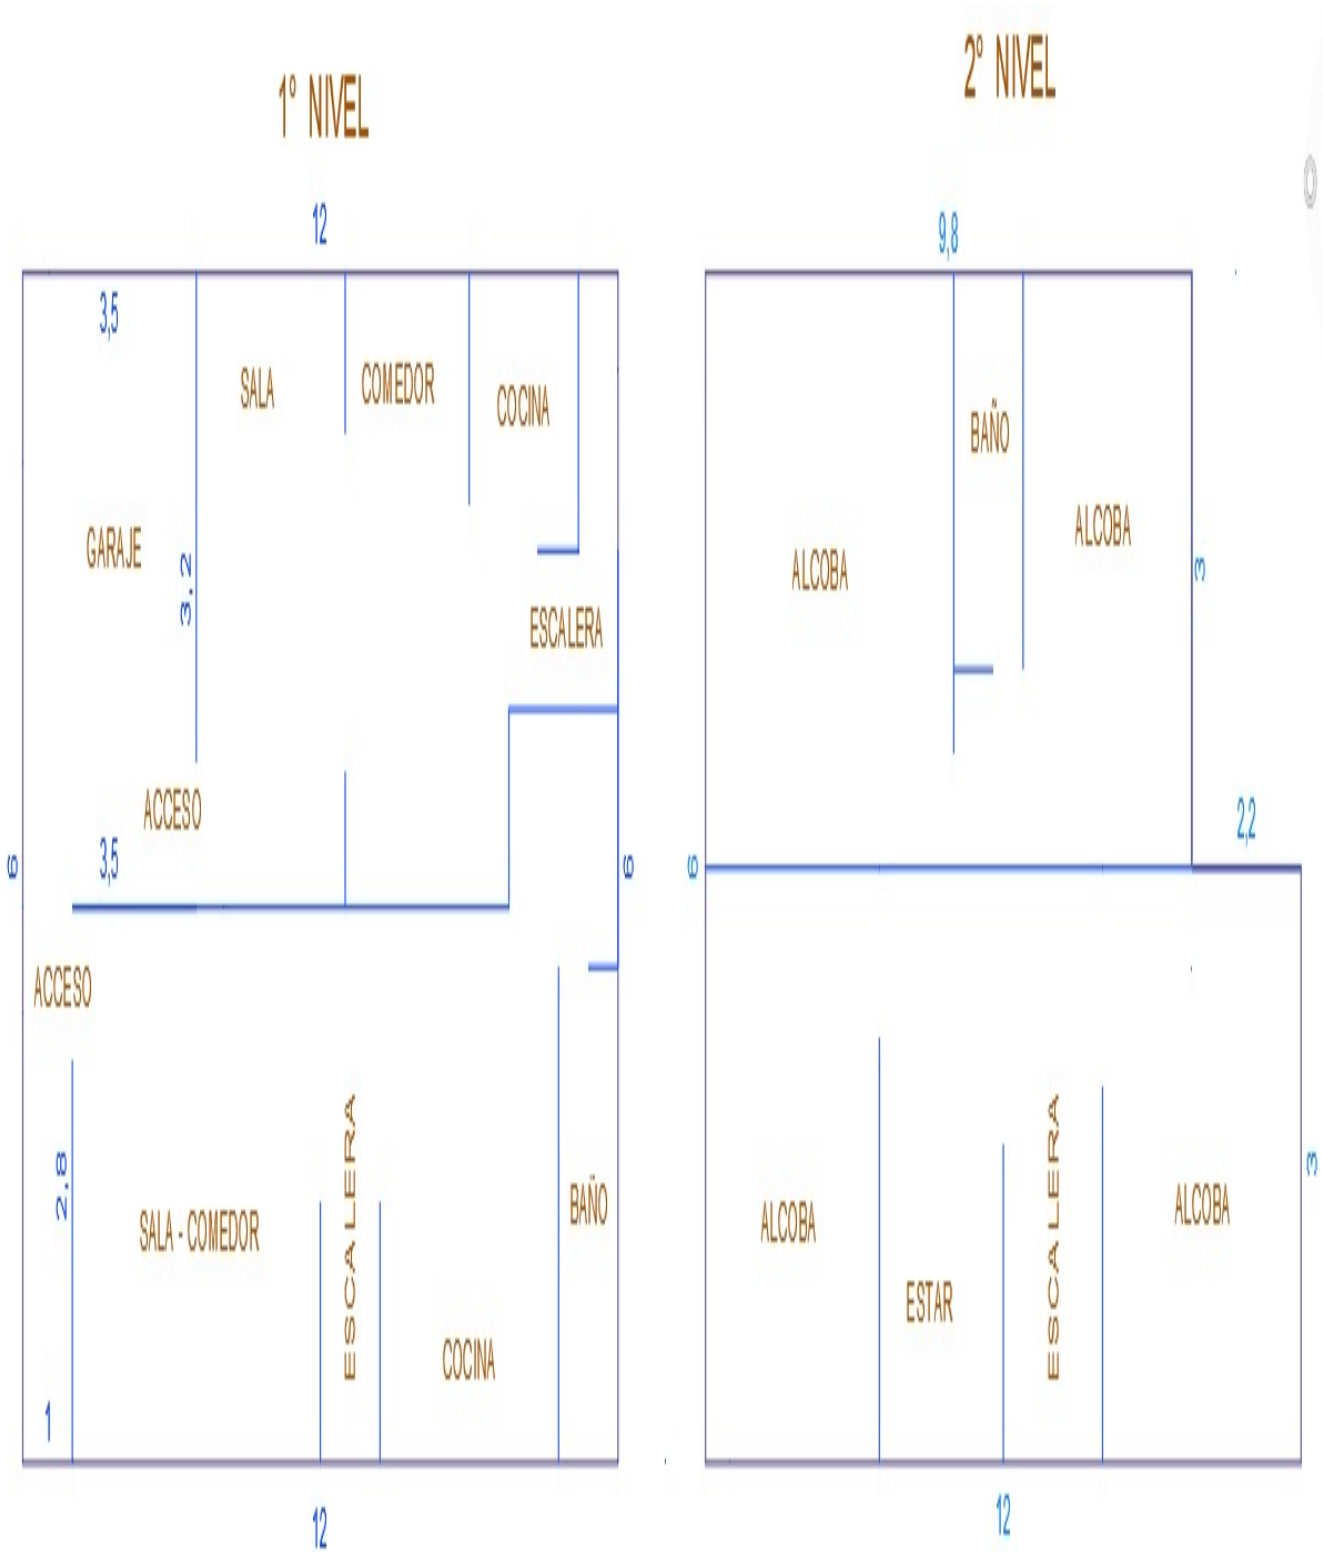 1° NIVEL
12
3,5
SALA
COMEDOR
COCINA
GARAJE
3,2
ESCALERA
ACCESO
3,5
6
6
ACCESO
2,8
SALA - COMEDOR
ESCALERA
BAÑO
COCINA
1
12
2° NIVEL
9,8
BAÑO
ALCOBA
ALCOBA
3
2,2
6
ALCOBA
ESTAR
ESCALERA
ALCOBA
3
12